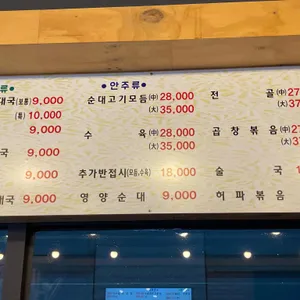 류●
대국(보통) 9,000
(특) 10,000
9,000
국 9,000
9,000
대국 9,000
●안주류●
순대고기모듬(中) 28,000
(大) 35,000
수 육(中) 28,000
(大) 35,000
추가반접시(모듬,수육) 18,000
영양순대 9,000
전 골(中) 27
(大) 37
곱창볶음(中) 27
(大) 37
술 국
허파볶음